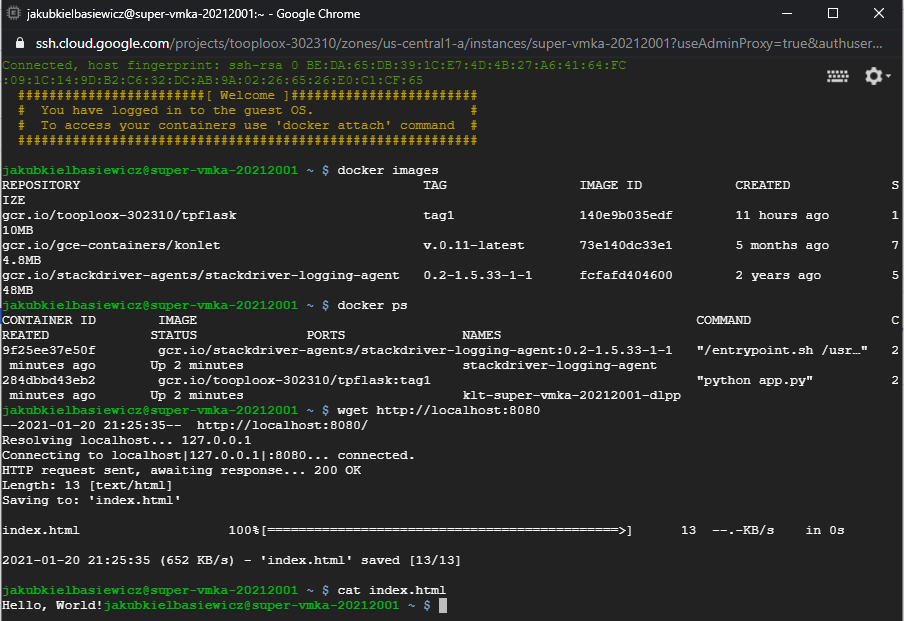 jakubkielbasiewicz@super-vmka-20212001:~ - Google Chrome
ssh.cloud.google.com/projects/tooploox-302310/zones/us-central1-a/instances/super-vmka-20212001?useAdminProxy=true&authuser...
Connected, host fingerprint: ssh-rsa 0 BE:DA:65:DB:39:1C:E7:4D:4B:27:A6:41:64:FC
:09:1C:14:9D:B2:C6:32:DC:AB:9A:02:26:65:26:E0:C1:CF:65
########################[ Welcome ]########################
# You have logged in to the guest OS. #
# To access your containers use 'docker attach' command #
###########################################################
jakubkielbasiewicz@super-vmka-20212001 ~ $ docker images
REPOSITORY TAG IMAGE ID CREATED S
IZE
gcr.io/tooploox-302310/tpflask tag1 140e9b035edf 11 hours ago 1
10MB
gcr.io/gce-containers/konlet v.0.11-latest 73e140dc33e1 5 months ago 7
4.8MB
gcr.io/stackdriver-agents/stackdriver-logging-agent 0.2-1.5.33-1-1 fcfafd404600 2 years ago 5
48MB
jakubkielbasiewicz@super-vmka-20212001 ~ $ docker ps
CONTAINER ID IMAGE COMMAND C
REATED STATUS PORTS NAMES
9f25ee37e50f gcr.io/stackdriver-agents/stackdriver-logging-agent:0.2-1.5.33-1-1 "/entrypoint.sh /usr…" 2
minutes ago Up 2 minutes stackdriver-logging-agent
284dbbd43eb2 gcr.io/tooploox-302310/tpflask:tag1 "python app.py" 2
minutes ago Up 2 minutes klt-super-vmka-20212001-dlpp
jakubkielbasiewicz@super-vmka-20212001 ~ $ wget http://localhost:8080
--2021-01-20 21:25:35-- http://localhost:8080/
Resolving localhost... 127.0.0.1
Connecting to localhost|127.0.0.1|:8080... connected.
HTTP request sent, awaiting response... 200 OK
Length: 13 [text/html]
Saving to: 'index.html'
index.html 100%[=============================================>] 13 --.-KB/s in 0s
2021-01-20 21:25:35 (652 KB/s) - 'index.html' saved [13/13]
jakubkielbasiewicz@super-vmka-20212001 ~ $ cat index.html
Hello, World!jakubkielbasiewicz@super-vmka-20212001 ~ $